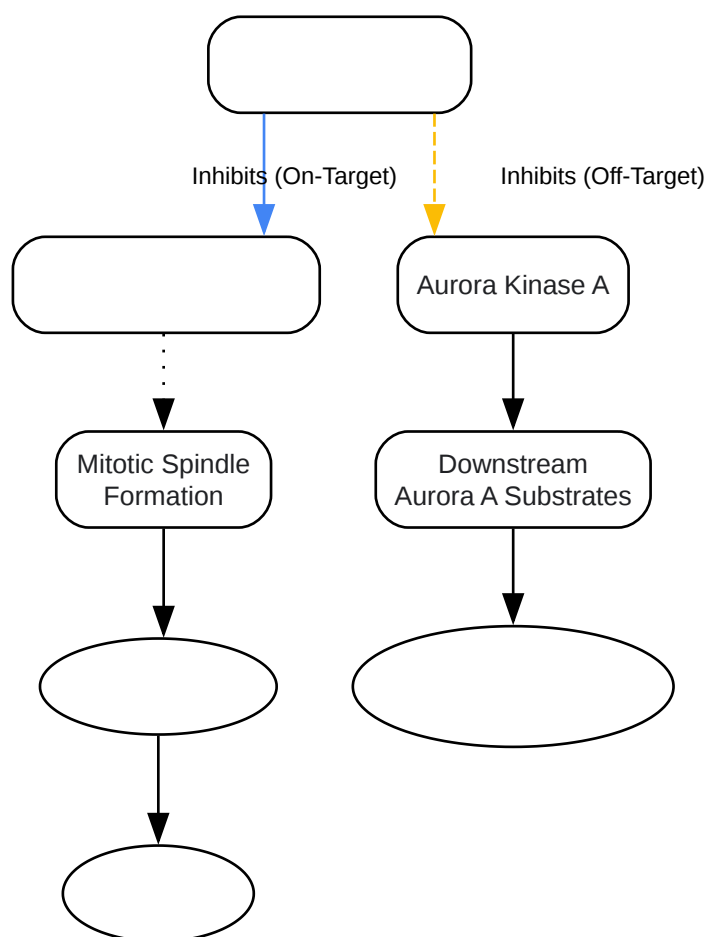 Inhibits (On-Target)
Inhibits (Off-Target)
Aurora Kinase A
Mitotic Spindle
Formation
Downstream
Aurora A Substrates